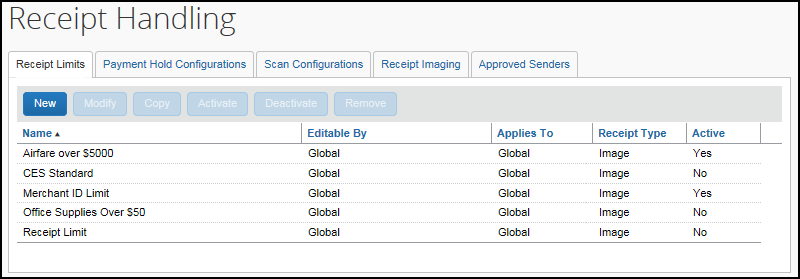 Receipt Handling
Receipt Limits Payment Hold Configurations Scan Configurations Receipt Imaging Approved Senders
New Modify Copy Activate Deactivate Remove
Name Editable By Applies To Receipt Type Active
Airfare over $5000 Global Global Image Yes
CES Standard Global Global Image No
Merchant ID Limit Global Global Image Yes
Office Supplies Over $50 Global Global Image No
Receipt Limit Global Global Image No